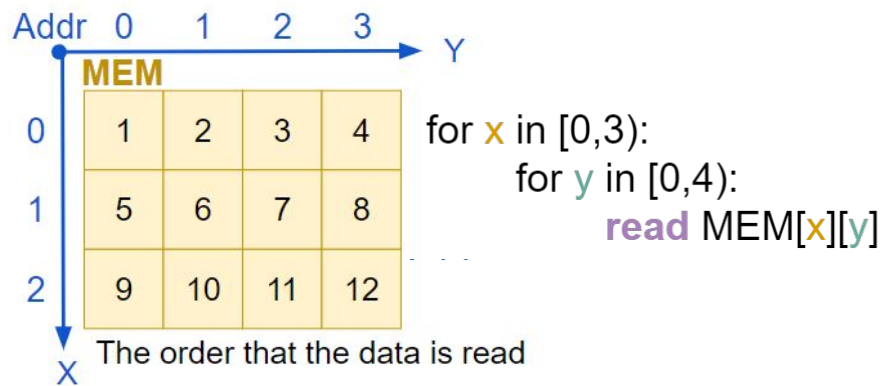 Addr 0 1 2 3
Y
MEM
0 1 2 3 4
for x in [0,3):
for y in [0,4):
1 5 6 7 8
read MEM[x][y]
2 9 10 11 12
The order that the data is read
X